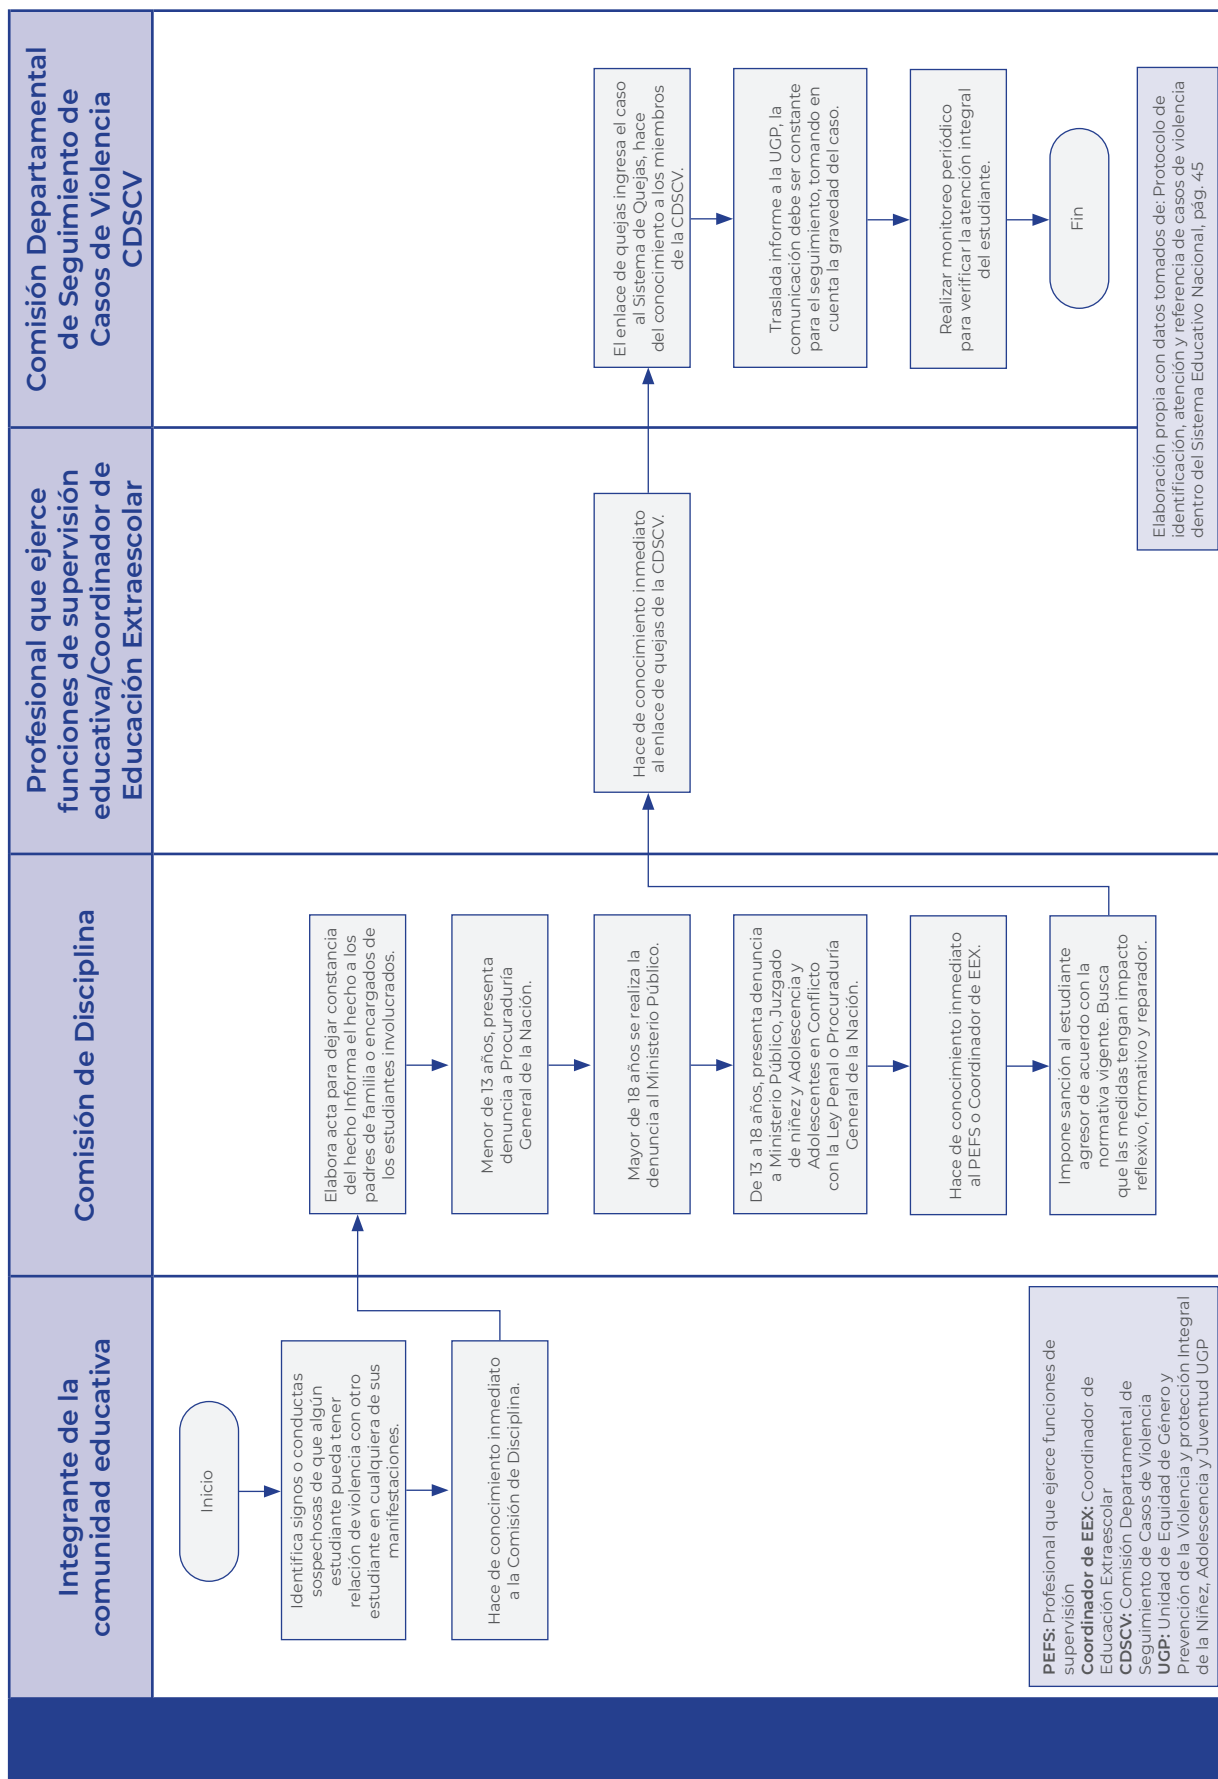 Integrante de la
comunidad educativa
Inicio
Identifica signos o conductas
sospechosas de que algún
estudiante pueda tener
relación de violencia con otro
estudiante en cualquiera de sus
manifestaciones.
Hace de conocimiento inmediato
a la Comisión de Disciplina.
PEFS: Profesional que ejerce funciones de
supervisión
Coordinador de EEX: Coordinador de
Educación Extraescolar
CDSCV: Comisión Departamental de
Seguimiento de Casos de Violencia
UGP: Unidad de Equidad de Género y
Prevención de la Violencia y protección Integral
de la Niñez, Adolescencia y Juventud UGP
Comisión de Disciplina
Elabora acta para dejar constancia
del hecho Informa el hecho a los
padres de familia o encargados de
los estudiantes involucrados.
Menor de 13 años, presenta
denuncia a Procuraduría
General de la Nación.
Mayor de 18 años se realiza la
denuncia al Ministerio Público.
De 13 a 18 años, presenta denuncia
a Ministerio Público, Juzgado
de niñez y Adolescencia y
Adolescentes en Conflicto
con la Ley Penal o Procuraduría
General de la Nación.
Hace de conocimiento inmediato
al PEFS o Coordinador de EEX.
Impone sanción al estudiante
agresor de acuerdo con la
normativa vigente. Busca
que las medidas tengan impacto
reflexivo, formativo y reparador.
Profesional que ejerce
funciones de supervisión
educativa/Coordinador de
Educación Extraescolar
Hace de conocimiento inmediato
al enlace de quejas de la CDSCV.
Comisión Departamental
de Seguimiento de
Casos de Violencia
CDSCV
El enlace de quejas ingresa el caso
al Sistema de Quejas, hace
del conocimiento a los miembros
de la CDSCV.
Traslada informe a la UGP, la
comunicación debe ser constante
para el seguimiento, tomando en
cuenta la gravedad del caso.
Realizar monitoreo periódico
para verificar la atención integral
del estudiante.
Fin
Elaboración propia con datos tomados de: Protocolo de
identificación, atención y referencia de casos de violencia
dentro del Sistema Educativo Nacional, pág. 45